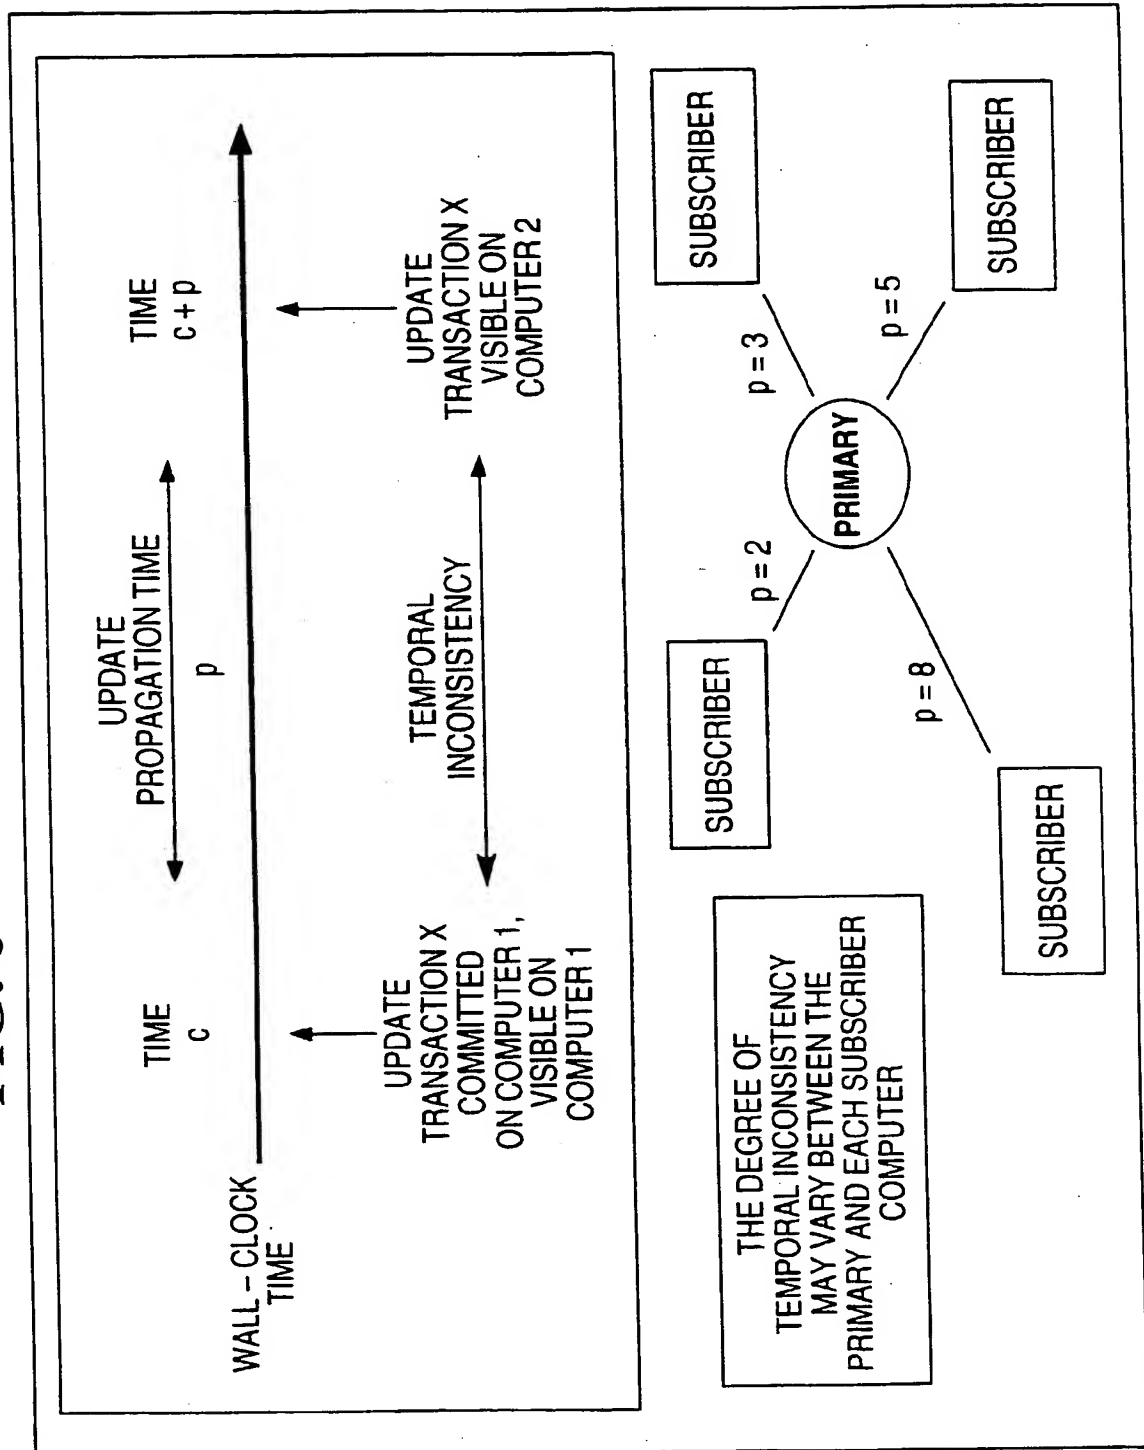 UPDATE
PROPAGATION TIME
p
TIME
c
TIME
c + p
WALL – CLOCK
TIME
UPDATE
TRANSACTION X
COMMITTED
ON COMPUTER 1,
VISIBLE ON
COMPUTER 1
TEMPORAL
INCONSISTENCY
UPDATE
TRANSACTION X
VISIBLE ON
COMPUTER 2
THE DEGREE OF
TEMPORAL INCONSISTENCY
MAY VARY BETWEEN THE
PRIMARY AND EACH SUBSCRIBER
COMPUTER
SUBSCRIBER
p = 2
SUBSCRIBER
p = 3
PRIMARY
SUBSCRIBER
p = 8
SUBSCRIBER
p = 5